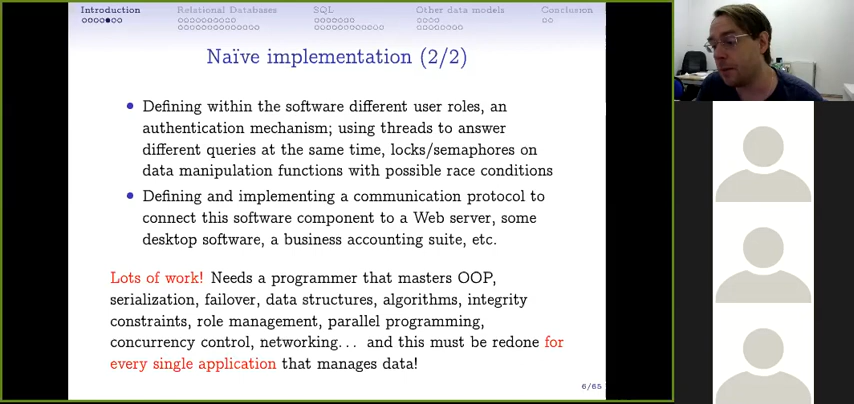 Introduction Relational Databases SQL Other data models Conclusion
Naïve implementation (2/2)
Defining within the software different user roles, an
authentication mechanism; using threads to answer
different queries at the same time, locks/semaphores on
data manipulation functions with possible race conditions
Defining and implementing a communication protocol to
connect this software component to a Web server, some
desktop software, a business accounting suite, etc.
Lots of work! Needs a programmer that masters OOP,
serialization, failover, data structures, algorithms, integrity
constraints, role management, parallel programming,
concurrency control, networking... and this must be redone for
every single application that manages data!
6/65